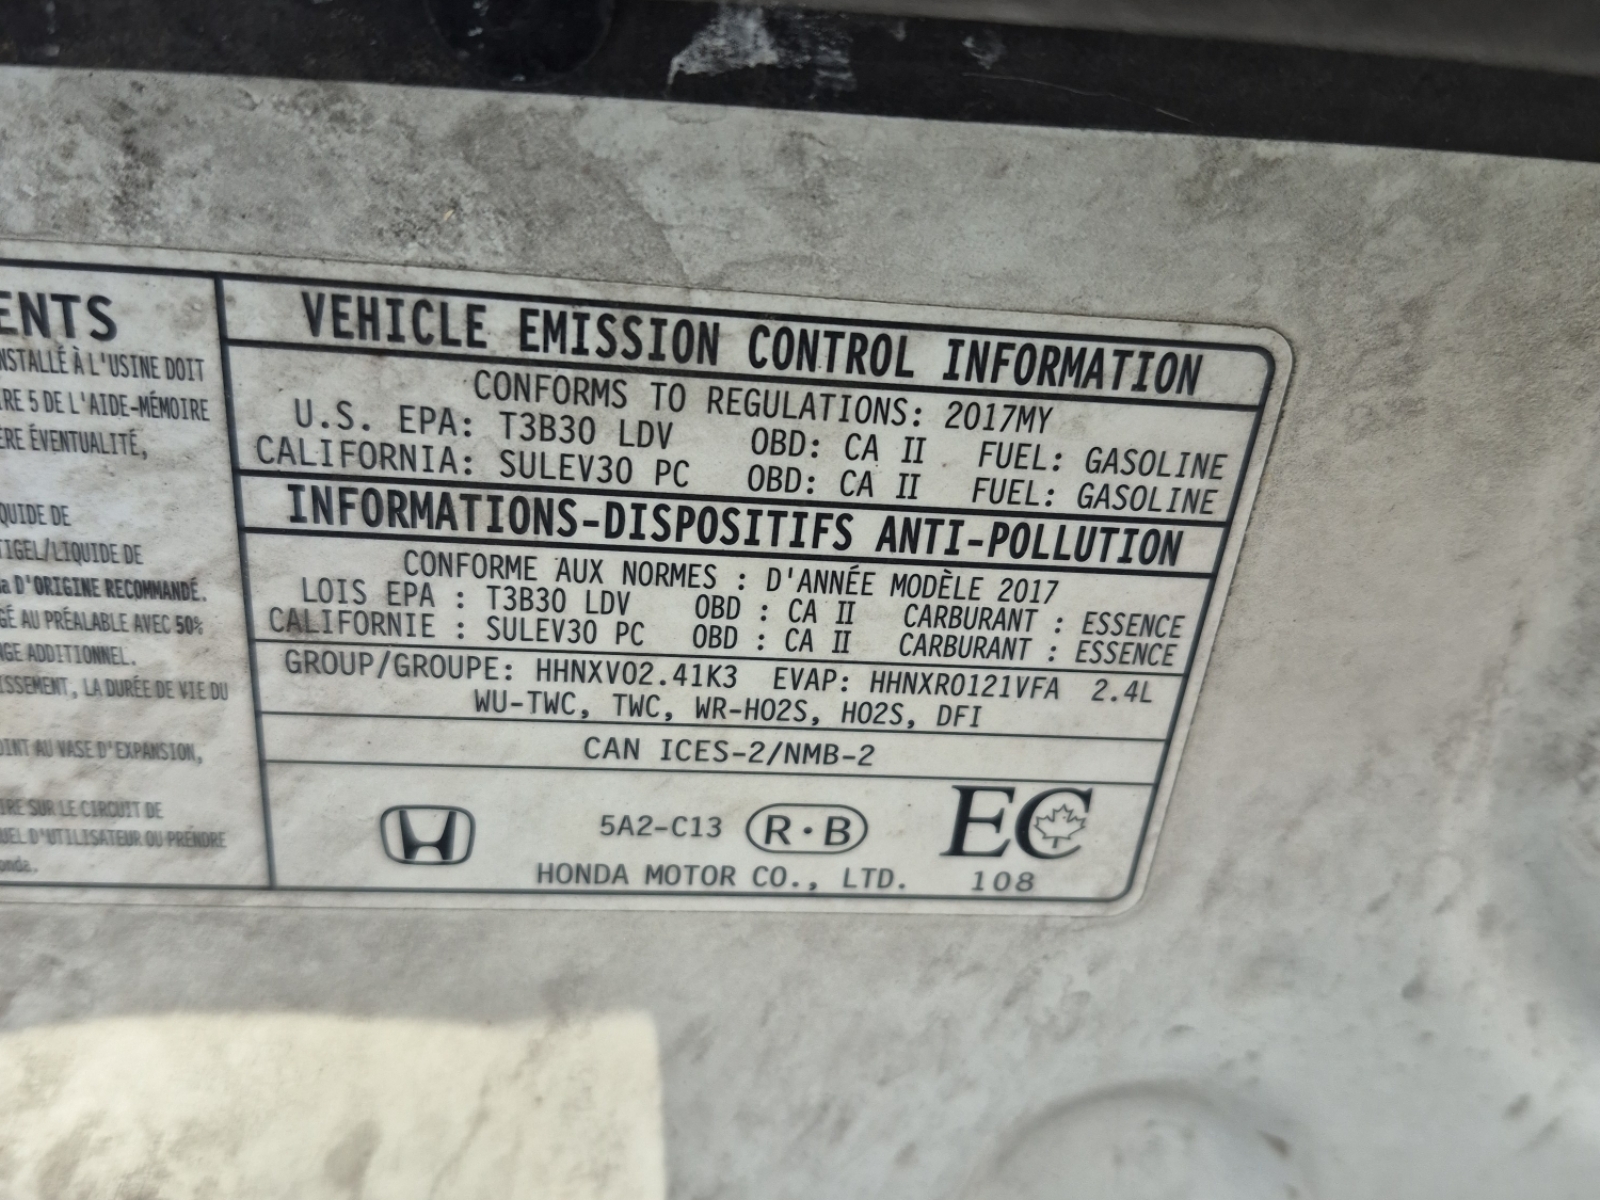 ENTS
NSTALLÉ À L'USINE DOIT
IRE 5 DE L'AIDE-MÉMOIRE
ÈRE ÉVENTUALITÉ,
QUIDE DE
TIGEL/LIQUIDE DE
a D'ORIGINE RECOMMANDÉ.
GÉ AU PRÉALABLE AVEC 50%
NGE ADDITIONNEL.
ISSEMENT, LA DURÉE DE VIE DU
OINT AU VASE D'EXPANSION,
IRE SUR LE CIRCUIT DE
UEL D'UTILISATEUR OU PRENDRE
onda.
VEHICLE EMISSION CONTROL INFORMATION
CONFORMS TO REGULATIONS: 2017MY
U.S. EPA: T3B30 LDV OBD: CA II FUEL: GASOLINE
CALIFORNIA: SULEV30 PC OBD: CA II FUEL: GASOLINE
INFORMATIONS-DISPOSITIFS ANTI-POLLUTION
CONFORME AUX NORMES : D'ANNÉE MODÈLE 2017
LOIS EPA : T3B30 LDV OBD : CA II CARBURANT : ESSENCE
CALIFORNIE : SULEV30 PC OBD : CA II CARBURANT : ESSENCE
GROUP/GROUPE: HHNXV02.41K3 EVAP: HHNXR0121VFA 2.4L
WU-TWC, TWC, WR-HO2S, HO2S, DFI
CAN ICES-2/NMB-2
5A2-C13 R·B EC
HONDA MOTOR CO., LTD. 108